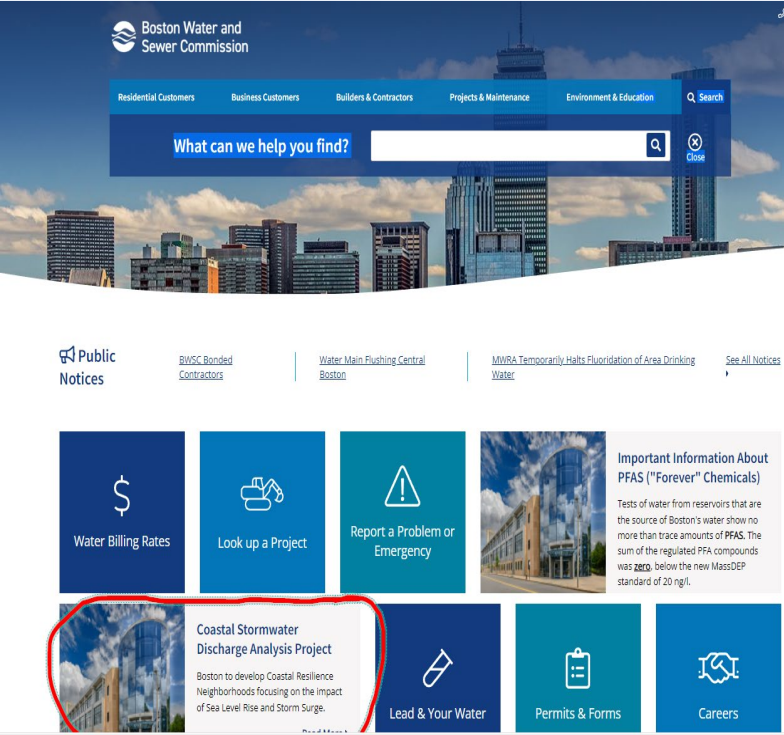 Boston Water and
Sewer Commission
Residential Customers
Business Customers
Builders & Contractors
Projects & Maintenance
Environment & Education
Search
What can we help you find?
Close
Public
Notices
BWSC Bonded
Contractors
Water Main Flushing Central
Boston
MWRA Temporarily Halts Fluoridation of Area Drinking
Water
See All Notices
$
Water Billing Rates
Look up a Project
Report a Problem or
Emergency
Important Information About
PFAS ("Forever" Chemicals)
Tests of water from reservoirs that are
the source of Boston's water show no
more than trace amounts of PFAS. The
sum of the regulated PFA compounds
was zero, below the new MassDEP
standard of 20 ng/l.
Coastal Stormwater
Discharge Analysis Project
Boston to develop Coastal Resilience
Neighborhoods focusing on the impact
of Sea Level Rise and Storm Surge.
Read More
Lead & Your Water
Permits & Forms
Careers